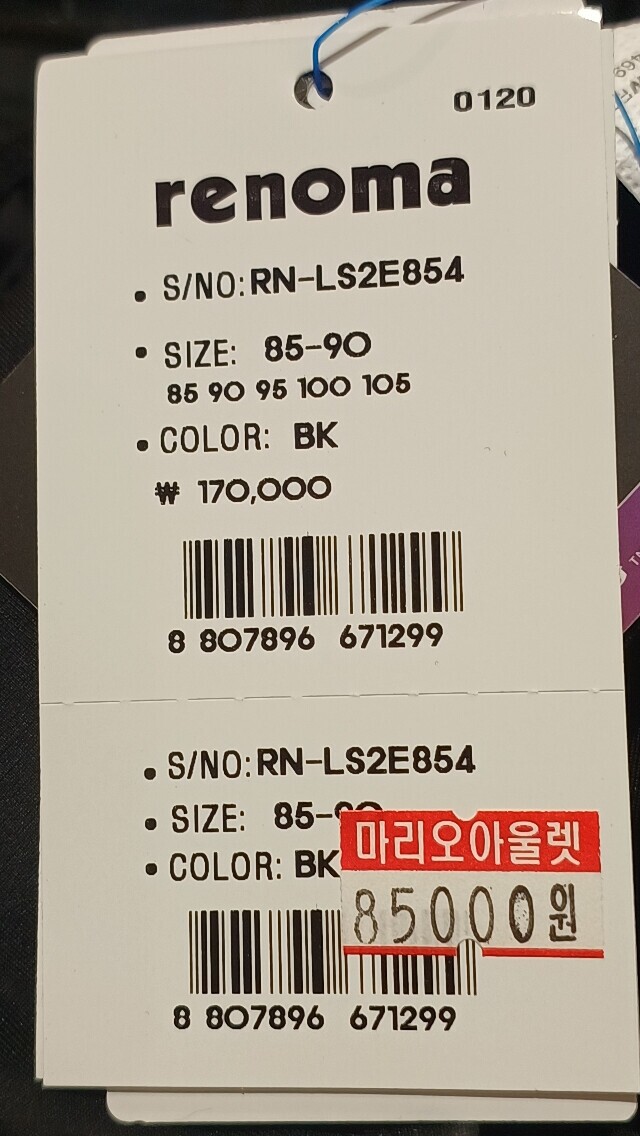 0120
renoma
• S/NO: RN-LS2E854
• SIZE: 85-90
85 90 95 100 105
• COLOR: BK
₩ 170,000
8 807896 671299
• S/NO: RN-LS2E854
• SIZE: 85-90
마리오아울렛
• COLOR: BK
85000원
8 807896 671299